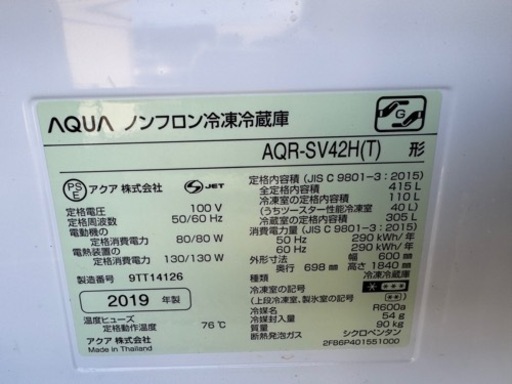 AQUA ノンフロン冷凍冷蔵庫
G
AQR-SV42H(T) 形
PSE アクア 株式会社 S JET
定格電圧 100 V
定格周波数 50/60 Hz
電動機の
定格消費電力 80/80 W
電熱装置の
定格消費電力 130/130 W
製造番号 9TT14126
2019 年製
温度ヒューズ
定格動作温度 76℃
アクア 株式会社
Made in Thailand
定格内容積 (JIS C 9801-3 : 2015)
全定格内容積 415 L
冷凍室の定格内容積 110 L
(うちツースター性能冷凍室 40 L)
冷蔵室の定格内容積 305 L
消費電力量 (JIS C 9801-3 : 2015)
50 Hz 290 kWh/年
60 Hz 290 kWh/年
外形寸法 幅 600 mm
奥行 698 mm 高さ 1840 mm
種類 冷凍冷蔵庫
冷凍室の記号
(上段冷凍室、製氷室の記号)
冷媒 R600a
冷媒封入量 54 g
質量 90 kg
断熱発泡ガス シクロペンタン
2FB6P401551000